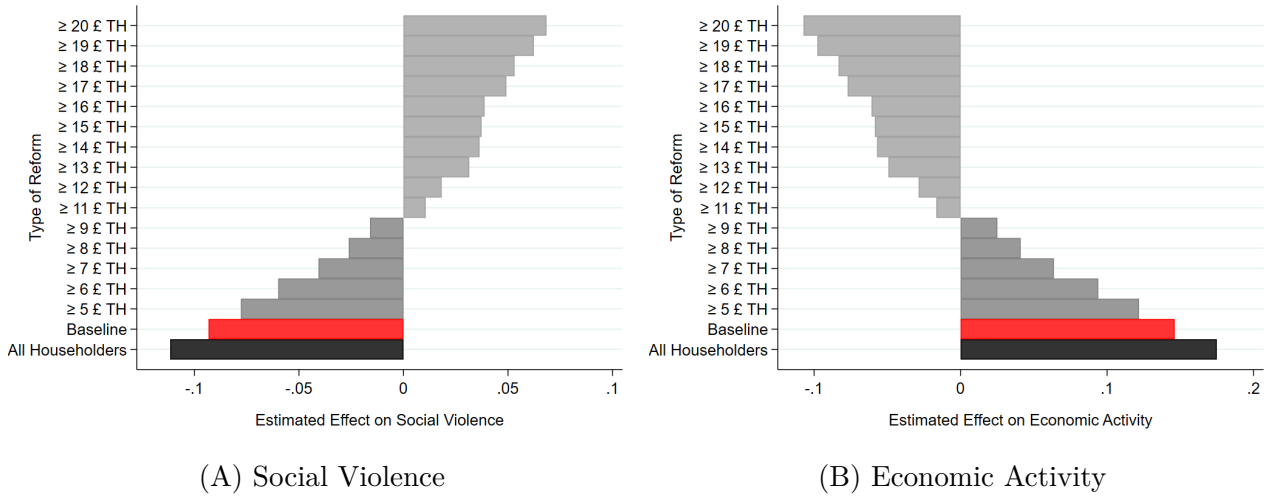 ≥ 20 £ TH
≥ 19 £ TH
≥ 18 £ TH
≥ 17 £ TH
≥ 16 £ TH
≥ 15 £ TH
≥ 14 £ TH
≥ 13 £ TH
≥ 12 £ TH
≥ 11 £ TH
≥ 9 £ TH
≥ 8 £ TH
≥ 7 £ TH
≥ 6 £ TH
≥ 5 £ TH
Baseline
All Householders
Type of Reform
-.1 -.05 0 .05 .1
Estimated Effect on Social Violence
(A) Social Violence
≥ 20 £ TH
≥ 19 £ TH
≥ 18 £ TH
≥ 17 £ TH
≥ 16 £ TH
≥ 15 £ TH
≥ 14 £ TH
≥ 13 £ TH
≥ 12 £ TH
≥ 11 £ TH
≥ 9 £ TH
≥ 8 £ TH
≥ 7 £ TH
≥ 6 £ TH
≥ 5 £ TH
Baseline
All Householders
Type of Reform
-.1 0 .1 .2
Estimated Effect on Economic Activity
(B) Economic Activity